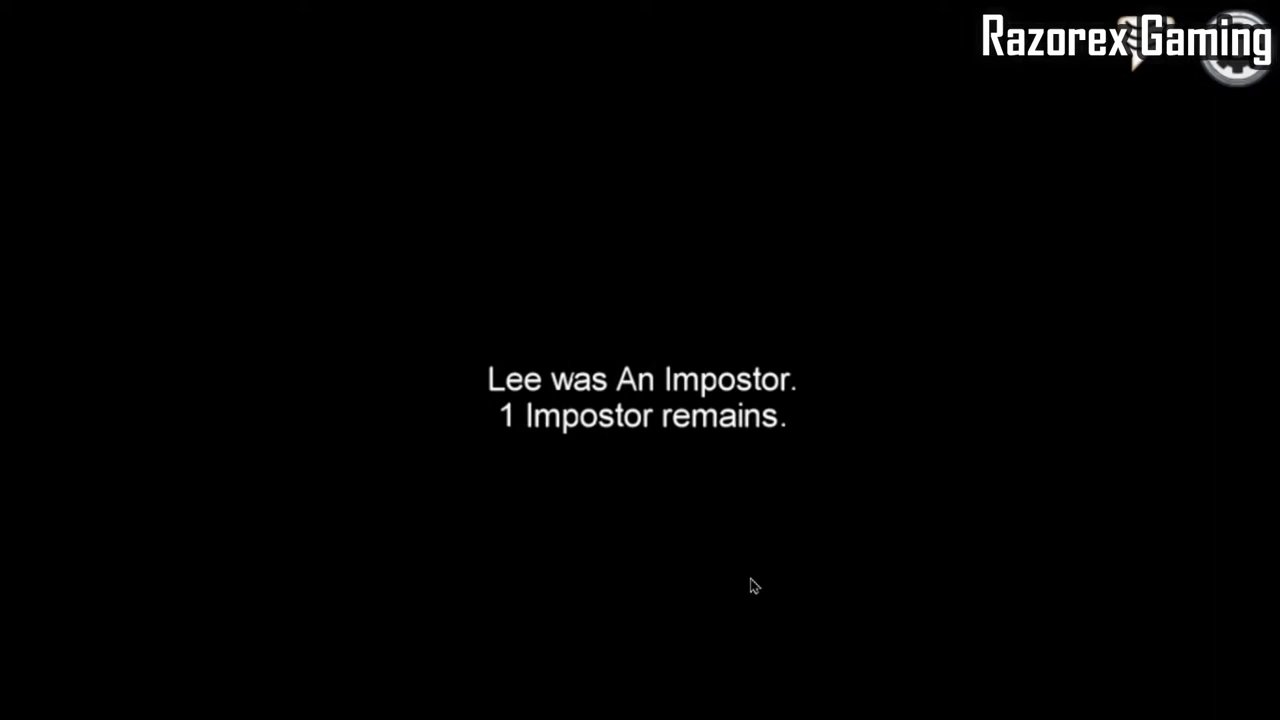 Razorex Gaming
Lee was An Impostor.
1 Impostor remains.